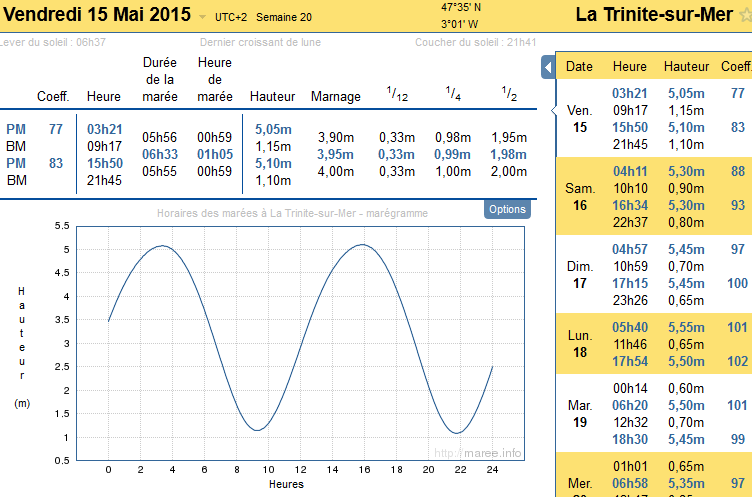 Vendredi 15 Mai 2015 UTC+2 Semaine 20 47°35' N
3°01' W
La Trinite-sur-Mer
Lever du soleil : 06h37 Dernier croissant de lune Coucher du soleil : 21h41
Coeff. Heure Durée de la marée Heure de marée Hauteur Marnage 1/12 1/4 1/2
PM 77 03h21 5,05m
05h56 00h59 3,90m 0,33m 0,98m 1,95m
BM 09h17 1,15m
06h33 01h05 3,95m 0,33m 0,99m 1,98m
PM 83 15h50 5,10m
05h55 00h59 4,00m 0,33m 1,00m 2,00m
BM 21h45 1,10m
Options
Horaires des marées à La Trinite-sur-Mer - marégramme
5.5
5
4.5
4
3.5
3
2.5
2
1.5
1
0.5
Hauteur
(m)
http://maree.info
0 2 4 6 8 10 12 14 16 18 20 22 24
Heures
Date Heure Hauteur Coeff.
Ven. 15
03h21 5,05m 77
09h17 1,15m
15h50 5,10m 83
21h45 1,10m
Sam. 16
04h11 5,30m 88
10h10 0,90m
16h34 5,30m 93
22h37 0,80m
Dim. 17
04h57 5,45m 97
10h59 0,70m
17h15 5,45m 100
23h26 0,65m
Lun. 18
05h40 5,55m 101
11h46 0,65m
17h54 5,50m 102
Mar. 19
00h14 0,60m
06h20 5,50m 101
12h32 0,70m
18h30 5,45m 99
Mer.
01h01 0,65m
06h58 5,35m 97